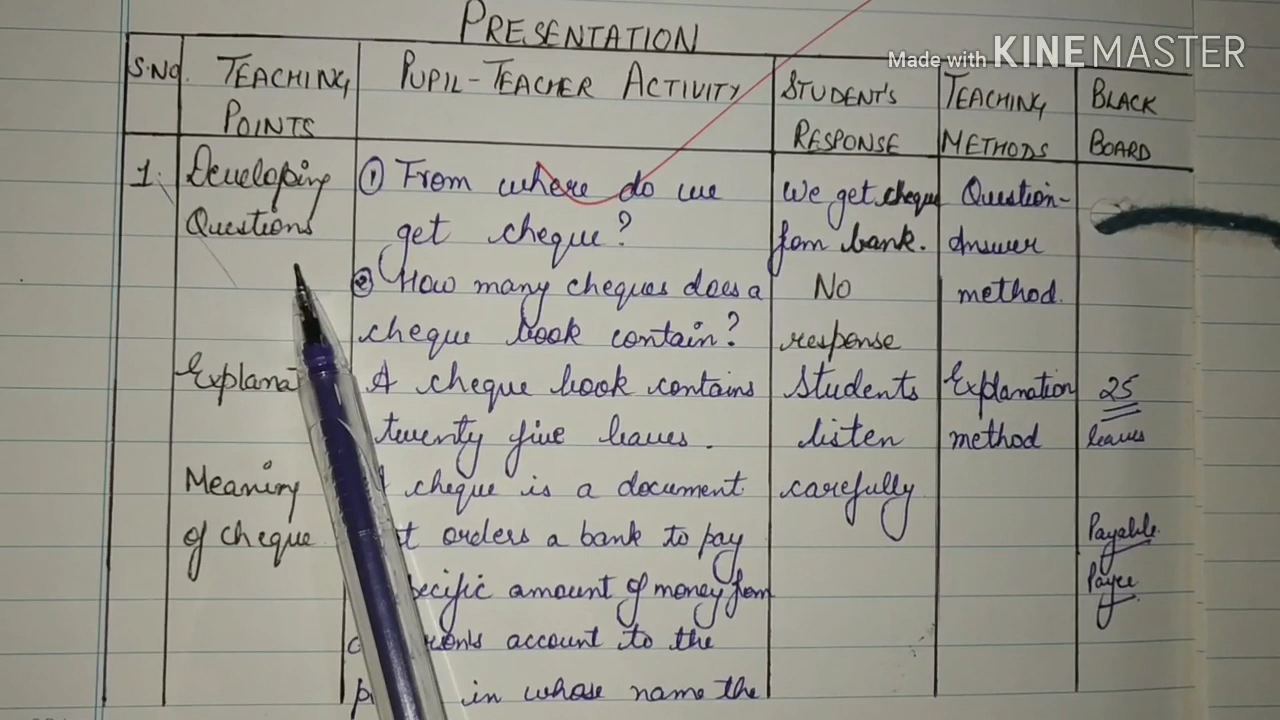 PRESENTATION
Made with KINEMASTER
S.NO. TEACHING POINTS PUPIL-TEACHER ACTIVITY STUDENT'S RESPONSE TEACHING METHODS BLACK BOARD
1. Developing Questions
① From where do we
get cheque?
② How many cheques does a
cheque book contain?
We get cheque
fom bank.
No
response
Question-
Answer
method.
A cheque book contains
twenty five leaves.
Students
listen
carefully
Explanation
method
25
leaves
Meaning
of cheque
cheque is a document
orders a bank to pay
amount of money from
account to the
in whose name the
Payable
Payee